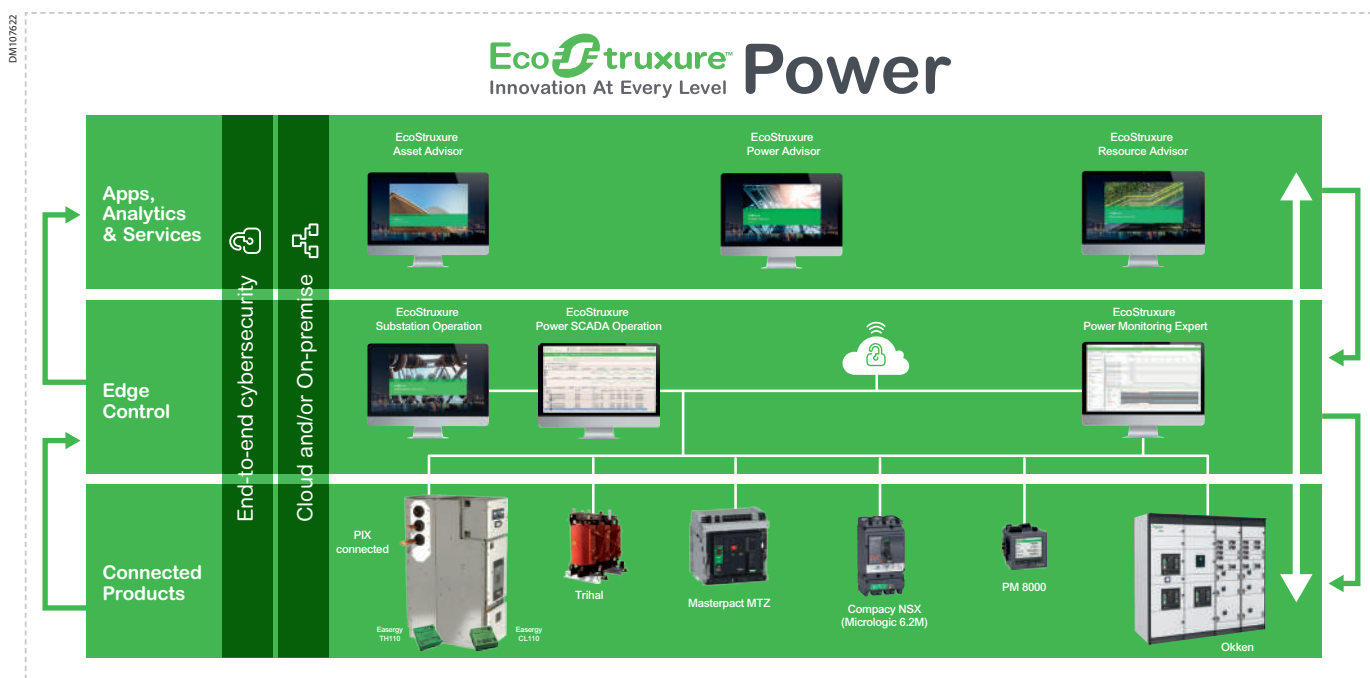 DM107622
EcoStruxure™ Power
Innovation At Every Level
Apps,
Analytics
& Services
End-to-end cybersecurity
Cloud and/or On-premise
EcoStruxure
Asset Advisor
EcoStruxure
Power Advisor
EcoStruxure
Resource Advisor
Edge
Control
EcoStruxure
Substation Operation
EcoStruxure
Power SCADA Operation
EcoStruxure
Power Monitoring Expert
Connected
Products
PIX
connected
Easergy
TH110
Easergy
CL110
Trihal
Masterpact MTZ
Compacy NSX
(Micrologic 6.2M)
PM 8000
Okken